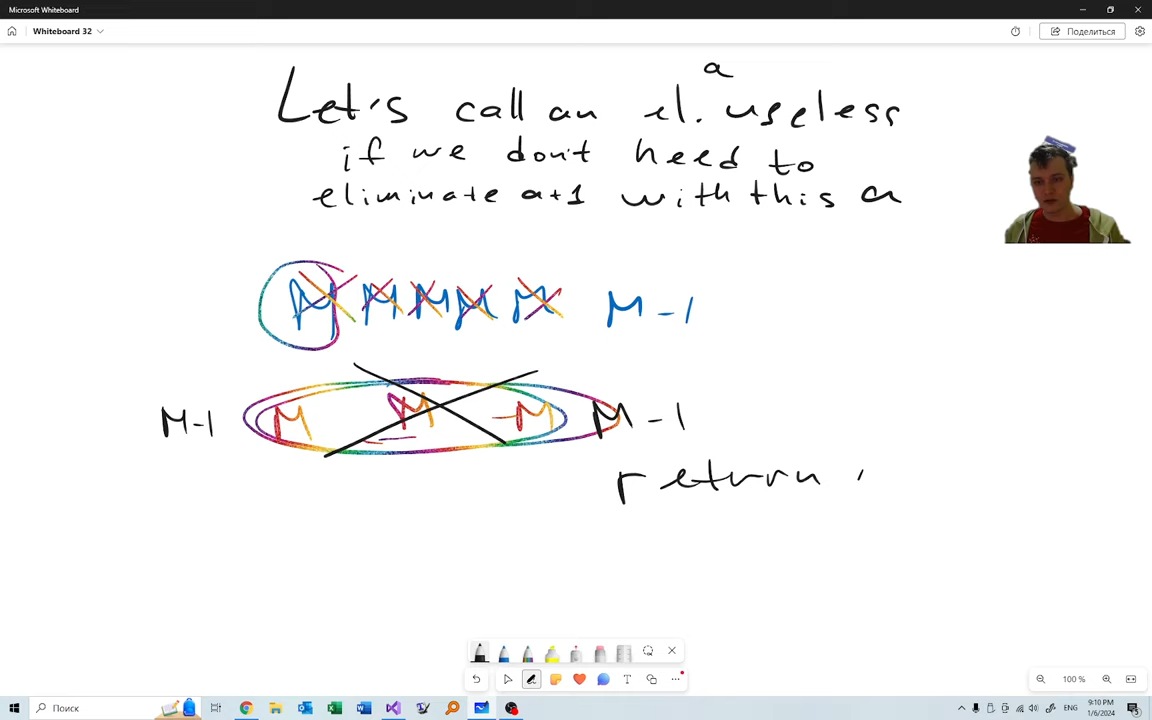 Microsoft Whiteboard
Whiteboard 32
Поделиться
a
Let's call an el. useless
if we don't need to
eliminate a+1 with this a
M M M M M M-1
M-1 M M M M-1
return
100 %
Поиск
ENG
9:10 PM
1/6/2024
5